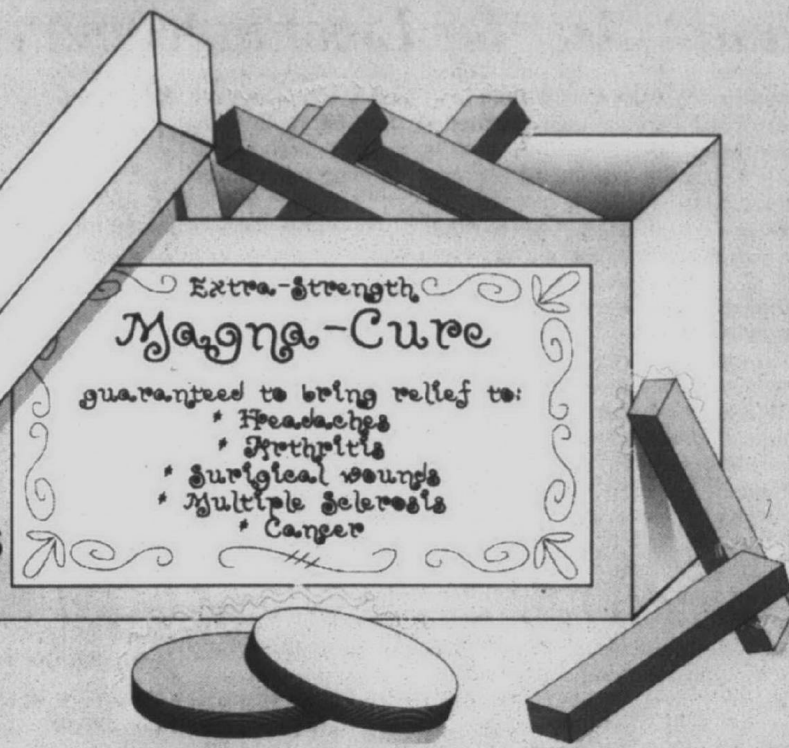 Extra-Strength
Magna-Cure
guaranteed to bring relief to:
* Headaches
* Arthritis
* Surigical wounds
* Multiple Sclerosis
* Cancer